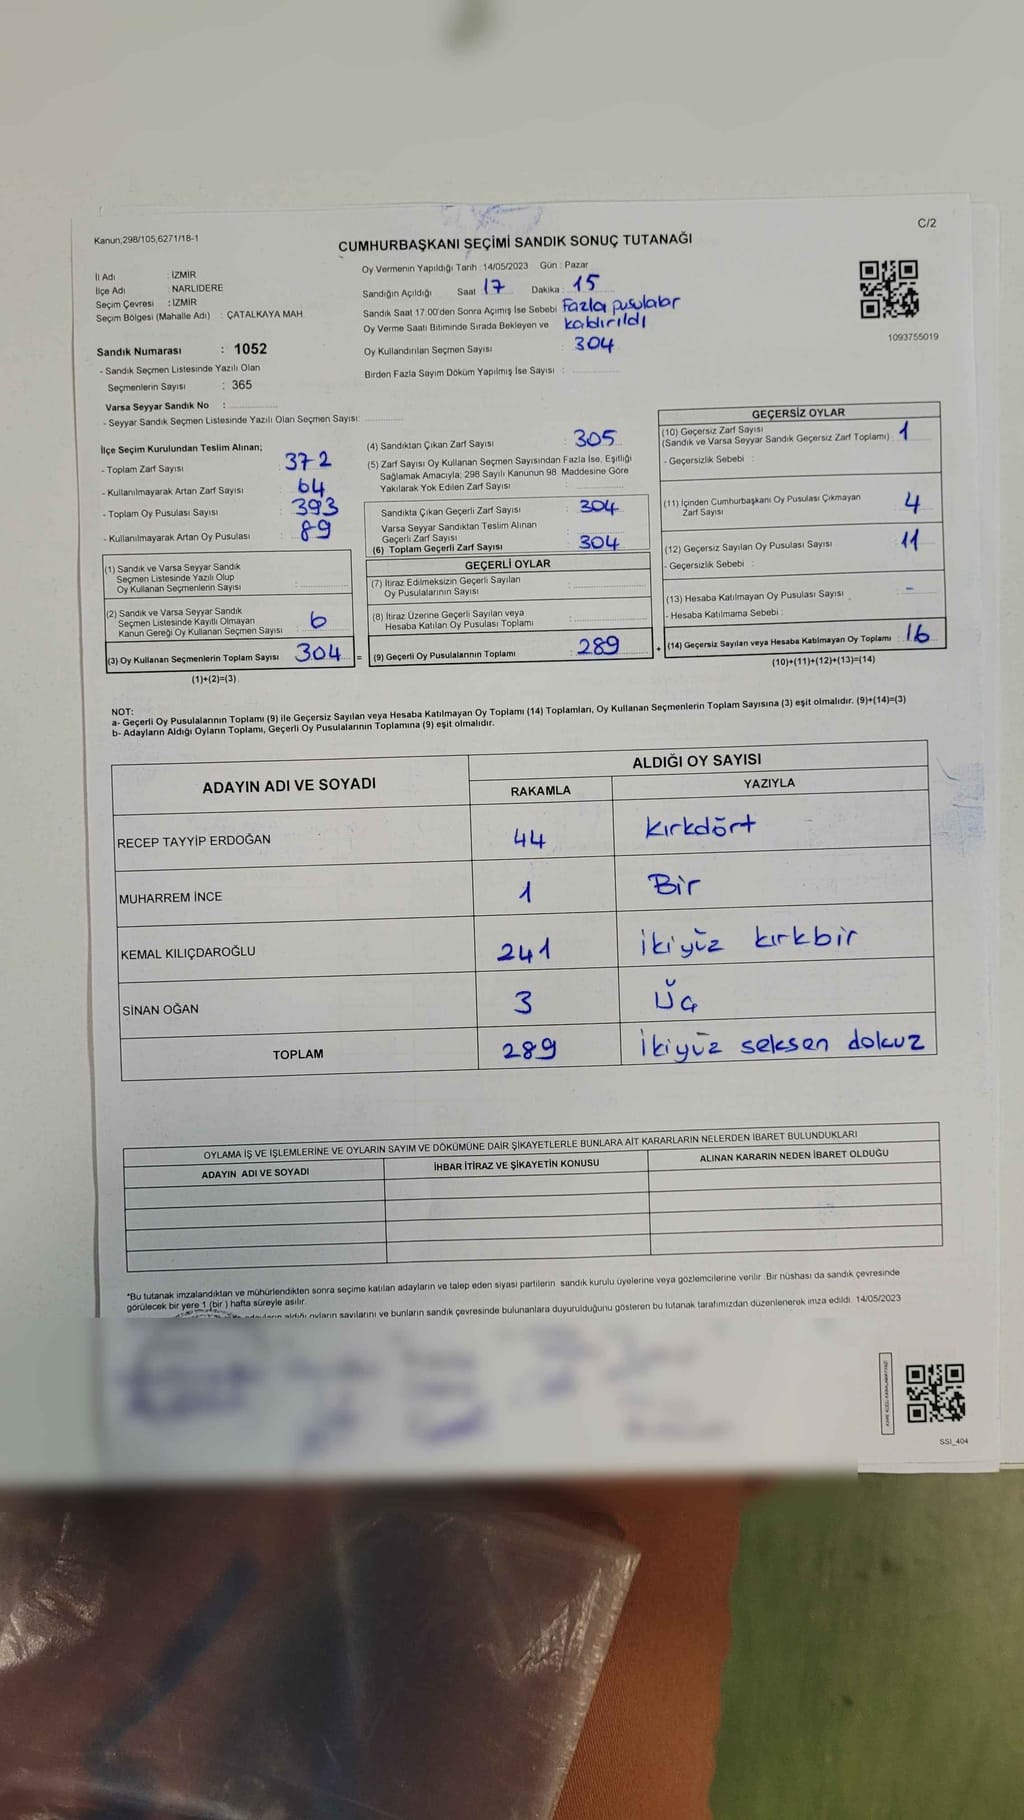 Kanun;298/105,6271/18-1
C/2
CUMHURBAŞKANI SEÇİMİ SANDIK SONUÇ TUTANAĞI
İl Adı : İZMİR
İlçe Adı : NARLIDERE
Seçim Çevresi : İZMİR
Seçim Bölgesi (Mahalle Adı) : ÇATALKAYA MAH
Oy Vermenin Yapıldığı Tarih : 14/05/2023 Gün : Pazar
Sandığın Açıldığı Saat 17 Dakika : 15
Sandık Saat 17.00'den Sonra Açımış İse Sebebi Fazla pusulalar
Oy Verme Saati Bitiminde Sırada Bekleyen ve kaldırıldı
Oy Kullandırılan Seçmen Sayısı : 304
Birden Fazla Sayım Döküm Yapılmış İse Sayısı :
1093755019
Sandık Numarası : 1052
- Sandık Seçmen Listesinde Yazılı Olan
Seçmenlerin Sayısı : 365
Varsa Seyyar Sandık No :
- Seyyar Sandık Seçmen Listesinde Yazılı Olan Seçmen Sayısı:
İlçe Seçim Kurulundan Teslim Alınan;
- Toplam Zarf Sayısı : 372
- Kullanılmayarak Artan Zarf Sayısı : 64
- Toplam Oy Pusulası Sayısı : 393
- Kullanılmayarak Artan Oy Pusulası : 89
(1) Sandık ve Varsa Seyyar Sandık
Seçmen Listesinde Yazılı Olup
Oy Kullanan Seçmenlerin Sayısı :
(2) Sandık ve Varsa Seyyar Sandık
Seçmen Listesinde Kayıtlı Olmayan
Kanun Gereği Oy Kullanan Seçmen Sayısı : 6
(3) Oy Kullanan Seçmenlerin Toplam Sayısı 304 =
(1)+(2)=(3)
(4) Sandıktan Çıkan Zarf Sayısı : 305
(5) Zarf Sayısı Oy Kullanan Seçmen Sayısından Fazla İse, Eşitliği
Sağlamak Amacıyla; 298 Sayılı Kanunun 98 Maddesine Göre
Yakılarak Yok Edilen Zarf Sayısı :
Sandıkta Çıkan Geçerli Zarf Sayısı : 304
Varsa Seyyar Sandıktan Teslim Alınan
Geçerli Zarf Sayısı :
(6) Toplam Geçerli Zarf Sayısı : 304
GEÇERLİ OYLAR
(7) İtiraz Edilmeksizin Geçerli Sayılan
Oy Pusulalarının Sayısı :
(8) İtiraz Üzerine Geçerli Sayılan veya
Hesaba Katılan Oy Pusulası Toplamı :
(9) Geçerli Oy Pusulalarının Toplamı : 289 +
GEÇERSİZ OYLAR
(10) Geçersiz Zarf Sayısı
(Sandık ve Varsa Seyyar Sandık Geçersiz Zarf Toplamı) : 1
- Geçersizlik Sebebi :
(11) İçinden Cumhurbaşkanı Oy Pusulası Çıkmayan
Zarf Sayısı : 4
(12) Geçersiz Sayılan Oy Pusulası Sayısı : 11
- Geçersizlik Sebebi :
(13) Hesaba Katılmayan Oy Pusulası Sayısı : -
- Hesaba Katılmama Sebebi :
(14) Geçersiz Sayılan veya Hesaba Katılmayan Oy Toplamı : 16
(10)+(11)+(12)+(13)=(14)
NOT:
a- Geçerli Oy Pusulalarının Toplamı (9) ile Geçersiz Sayılan veya Hesaba Katılmayan Oy Toplamı (14) Toplamları, Oy Kullanan Seçmenlerin Toplam Sayısına (3) eşit olmalıdır. (9)+(14)=(3)
b- Adayların Aldığı Oyların Toplamı, Geçerli Oy Pusulalarının Toplamına (9) eşit olmalıdır.
ADAYIN ADI VE SOYADI
ALDIĞI OY SAYISI
RAKAMLA YAZIYLA
RECEP TAYYİP ERDOĞAN 44 Kırkdört
MUHARREM İNCE 1 Bir
KEMAL KILIÇDAROĞLU 241 İkiyüz kırkbir
SİNAN OĞAN 3 Üç
TOPLAM 289 İkiyüz seksen dokuz
OYLAMA İŞ VE İŞLEMLERİNE VE OYLARIN SAYIM VE DÖKÜMÜNE DAİR ŞİKAYETLERLE BUNLARA AİT KARARLARIN NELERDEN İBARET BULUNDUKLARI
ADAYIN ADI VE SOYADI İHBAR İTİRAZ VE ŞİKAYETİN KONUSU ALINAN KARARIN NEDEN İBARET OLDUĞU
*Bu tutanak imzalandıktan ve mühürlendikten sonra seçime katılan adayların ve talep eden siyasi partilerin sandık kurulu üyelerine veya gözlemcilerine verilir. Bir nüshası da sandık çevresinde
görülecek bir yere 1 (bir ) hafta süreyle asılır.
aldığı oyların sayılarını ve bunların sandık çevresinde bulunanlara duyurulduğunu gösteren bu tutanak tarafımızdan düzenlenerek imza edildi. 14/05/2023
SSI_404